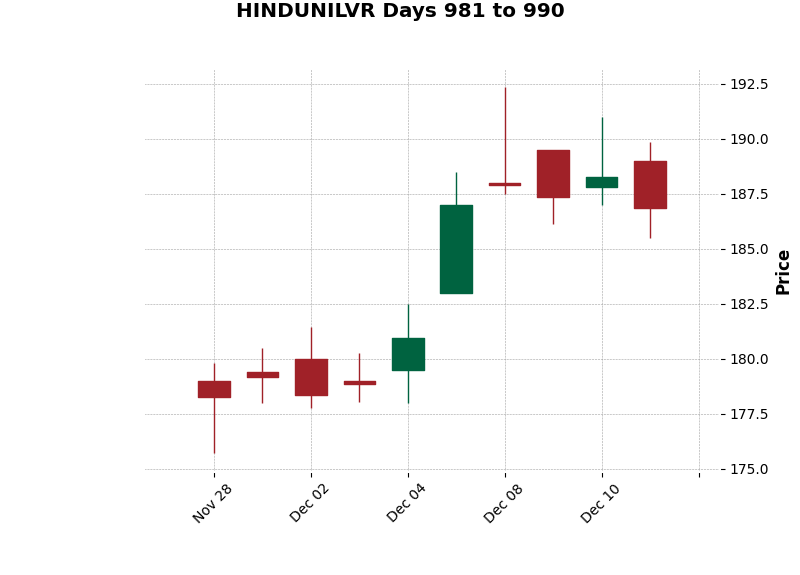 HINDUNILVR Days 981 to 990
192.5
190.0
187.5
185.0
182.5
180.0
177.5
175.0
Price
Nov 28
Dec 02
Dec 04
Dec 08
Dec 10